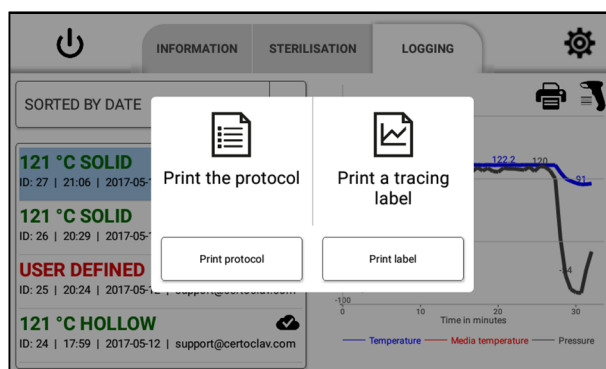 INFORMATION
STERILISATION
LOGGING
SORTED BY DATE
Print the protocol
Print a tracing
label
Print protocol
Print label
121 °C SOLID
ID: 27 | 21:06 | 2017-05-
121 °C SOLID
ID: 26 | 20:29 | 2017-05-
USER DEFINED
ID: 25 | 20:24 | 2017-05-12 | support@certoclav.com
121 °C HOLLOW
ID: 24 | 17:59 | 2017-05-12 | support@certoclav.com
122.2
120
91
-100
0
10
20
30
Time in minutes
Temperature
Media temperature
Pressure